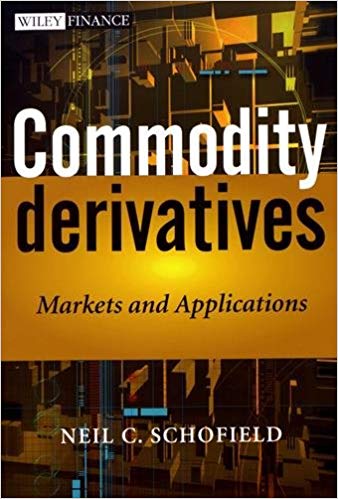 WILEY FINANCE
Commodity
derivatives
Markets and Applications
NEIL C. SCHOFIELD